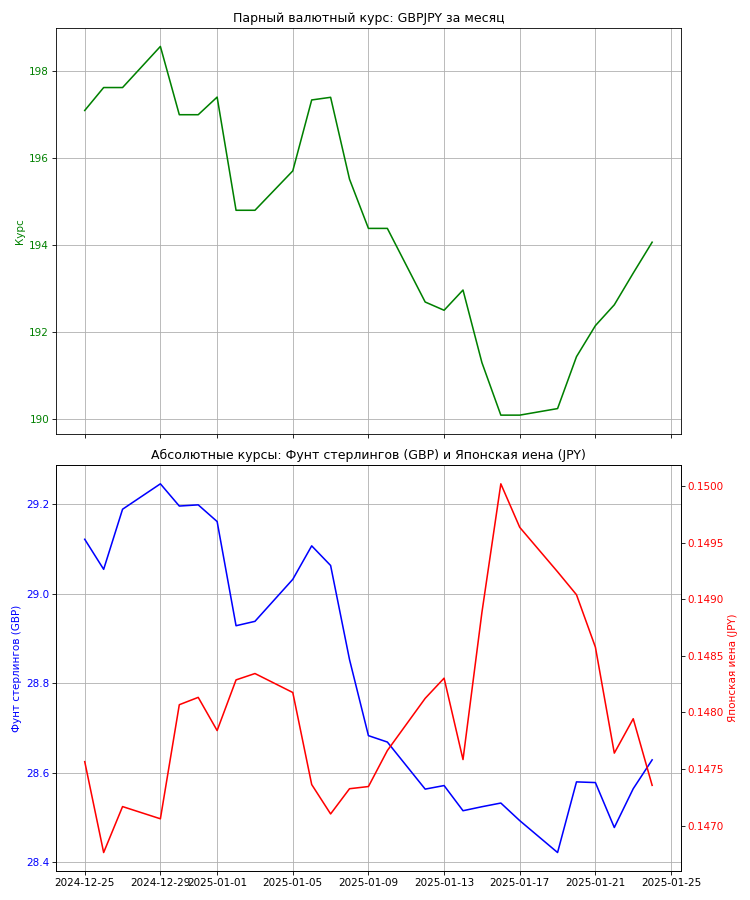 Парный валютный курс: GBPJPY за месяц
198
196
194
192
190
Курс
Абсолютные курсы: Фунт стерлингов (GBP) и Японская иена (JPY)
29.2
29.0
28.8
28.6
28.4
Фунт стерлингов (GBP)
0.1500
0.1495
0.1490
0.1485
0.1480
0.1475
0.1470
Японская иена (JPY)
2024-12-25 2024-12-29 2025-01-01 2025-01-05 2025-01-09 2025-01-13 2025-01-17 2025-01-21 2025-01-25